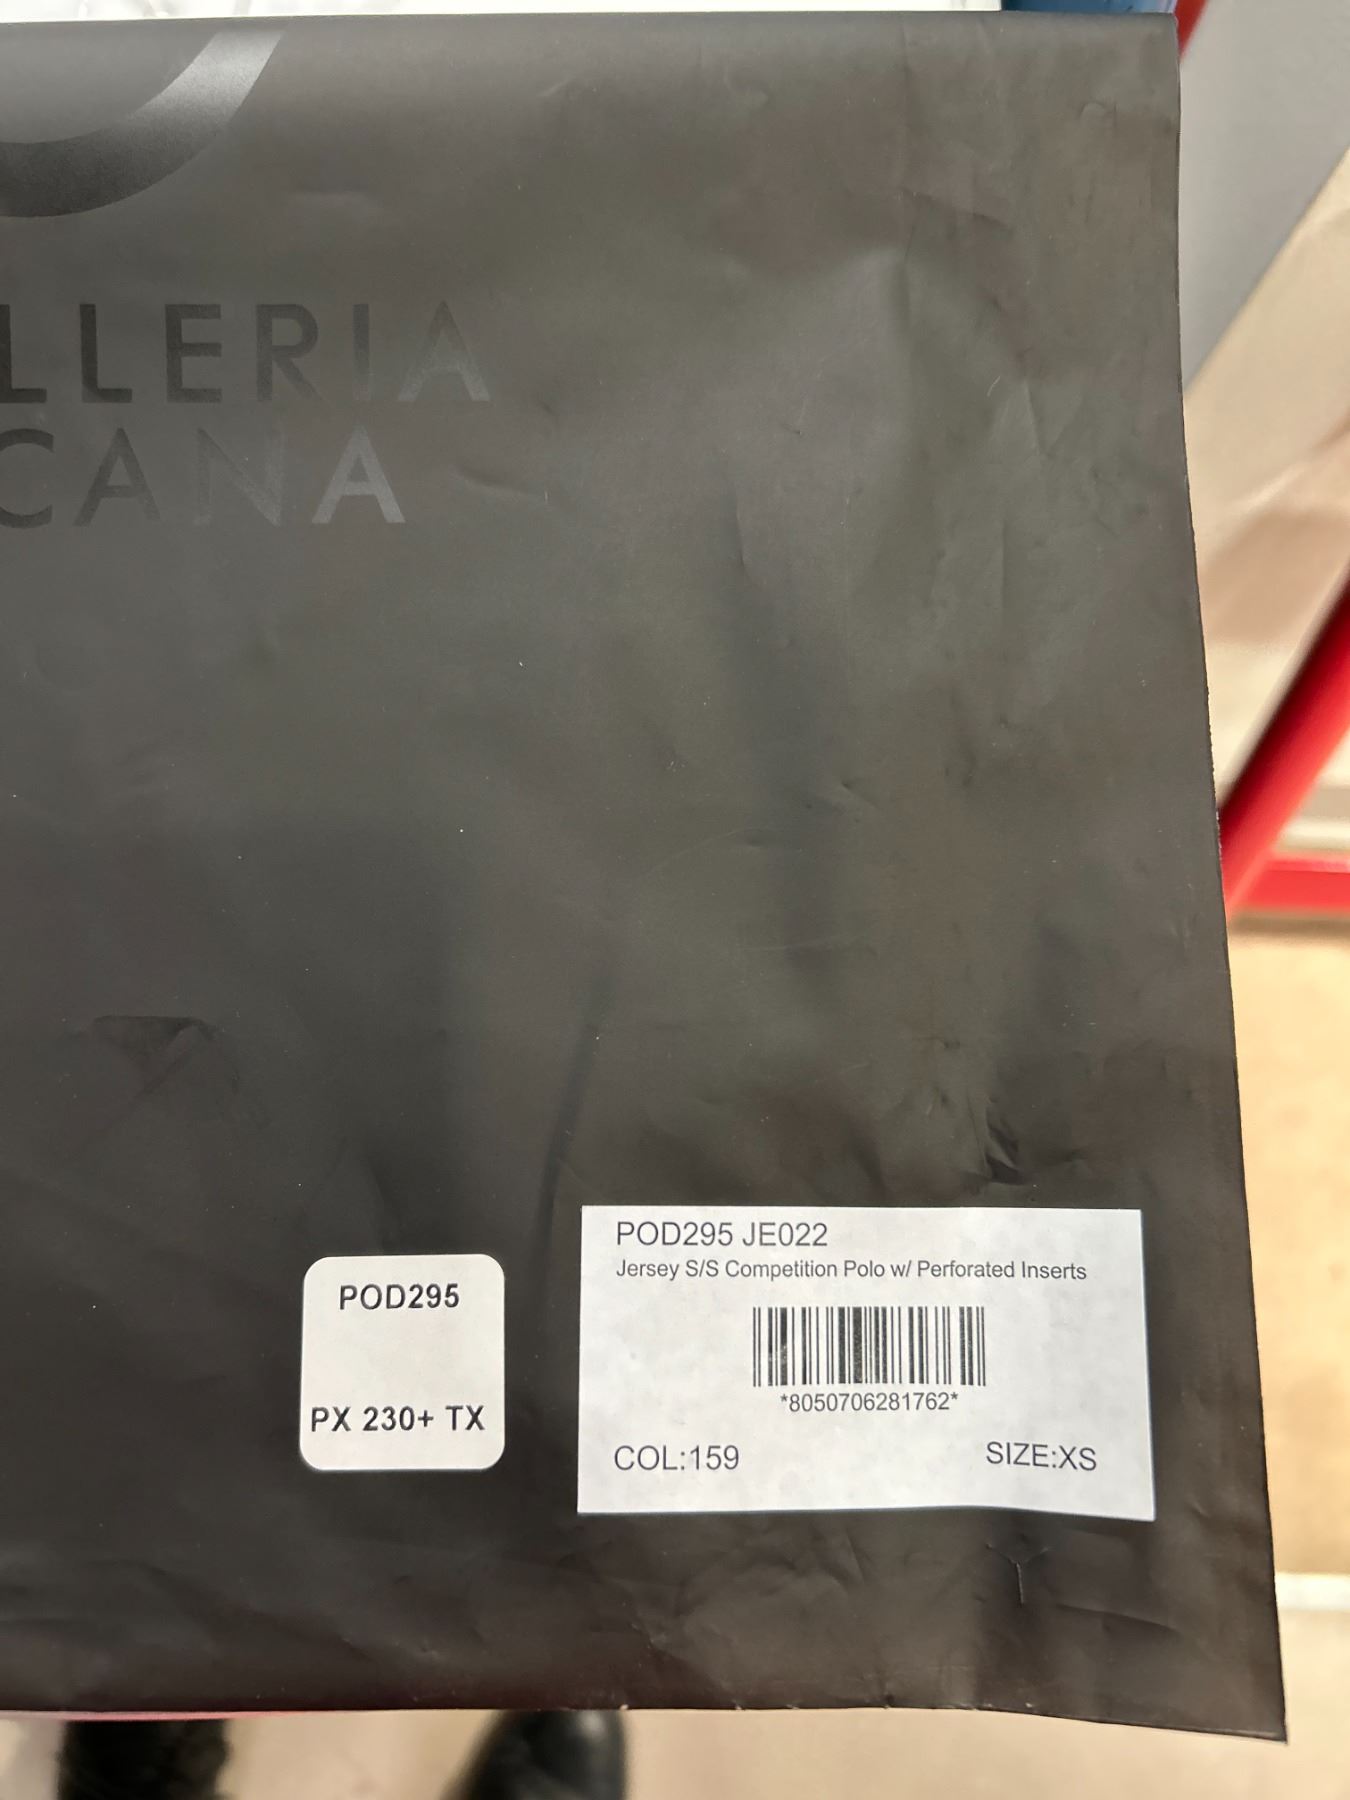 LLERIA
CANA
POD295
PX 230+ TX
POD295 JE022
Jersey S/S Competition Polo w/ Perforated Inserts
*8050706281762*
COL:159
SIZE:XS